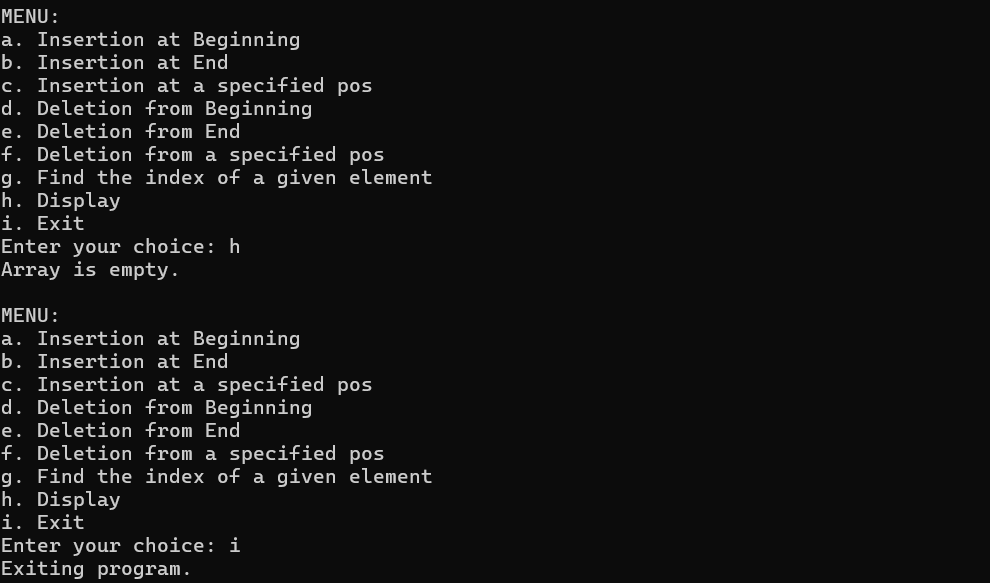 MENU:
a. Insertion at Beginning
b. Insertion at End
c. Insertion at a specified pos
d. Deletion from Beginning
e. Deletion from End
f. Deletion from a specified pos
g. Find the index of a given element
h. Display
i. Exit
Enter your choice: h
Array is empty.

MENU:
a. Insertion at Beginning
b. Insertion at End
c. Insertion at a specified pos
d. Deletion from Beginning
e. Deletion from End
f. Deletion from a specified pos
g. Find the index of a given element
h. Display
i. Exit
Enter your choice: i
Exiting program.